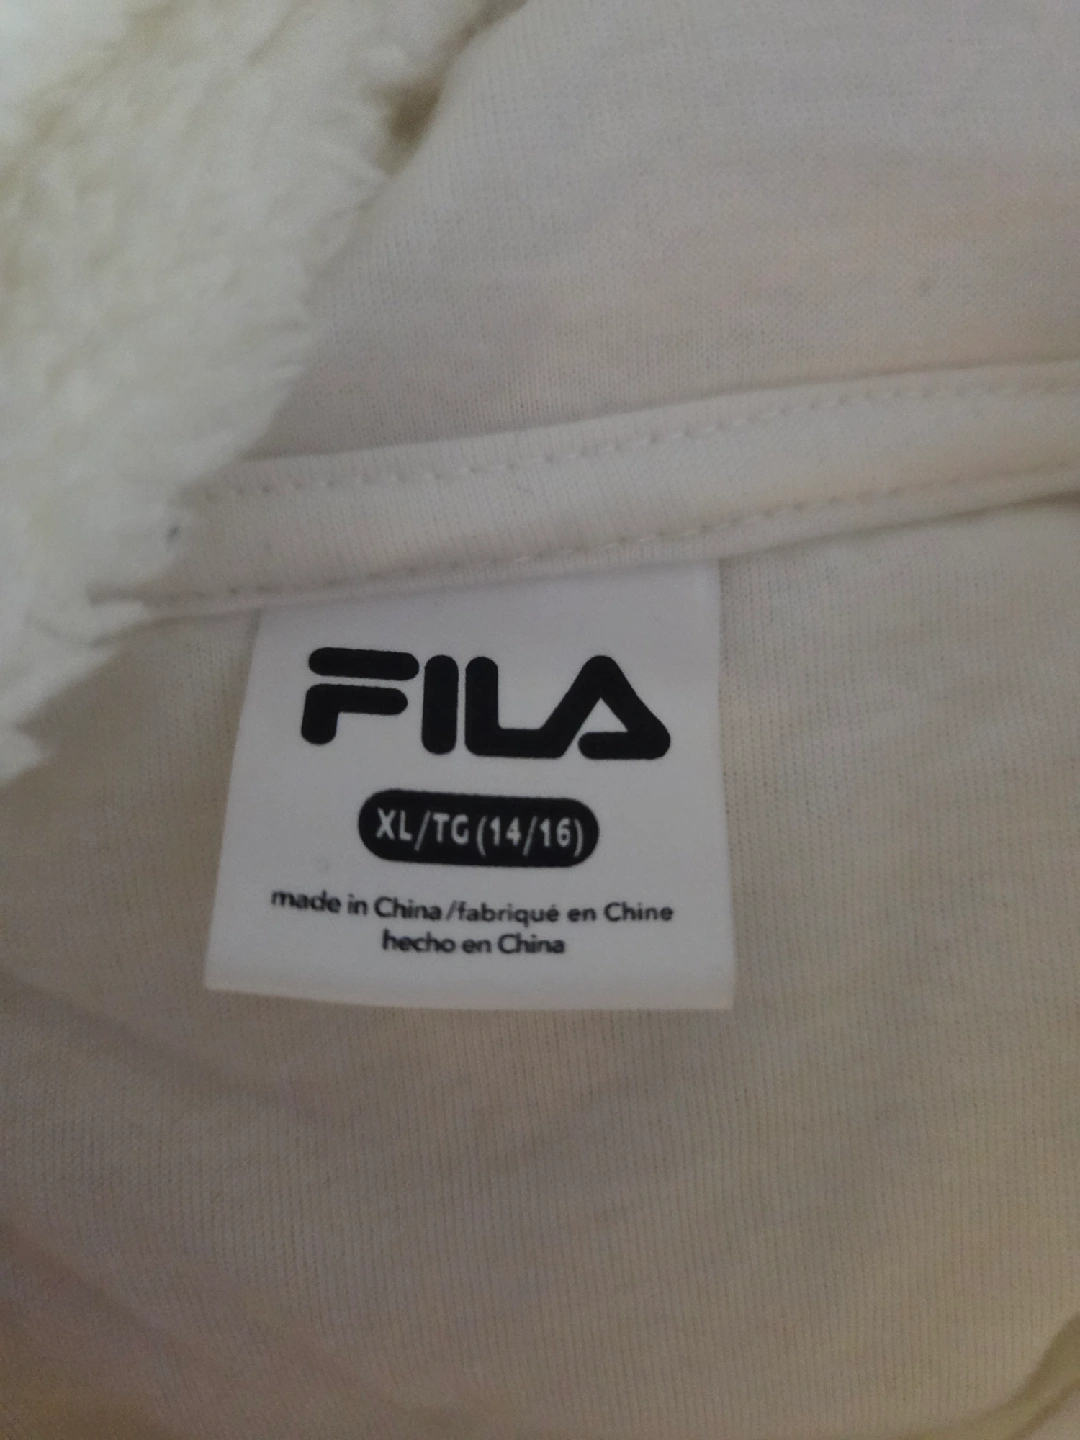 FILA
XL/TG (14/16)
made in China/fabriqué en Chine
hecho en China